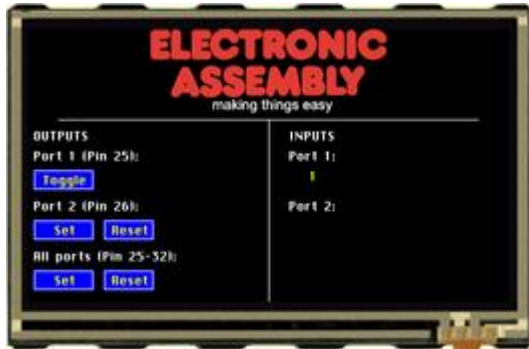 ELECTRONIC
ASSEMBLY
making things easy
OUTPUTS
Port 1 (Pin 25):
Toggle
Port 2 (Pin 26):
Set Reset
All ports (Pin 25-32):
Set Reset
INPUTS
Port 1:
1
Port 2: